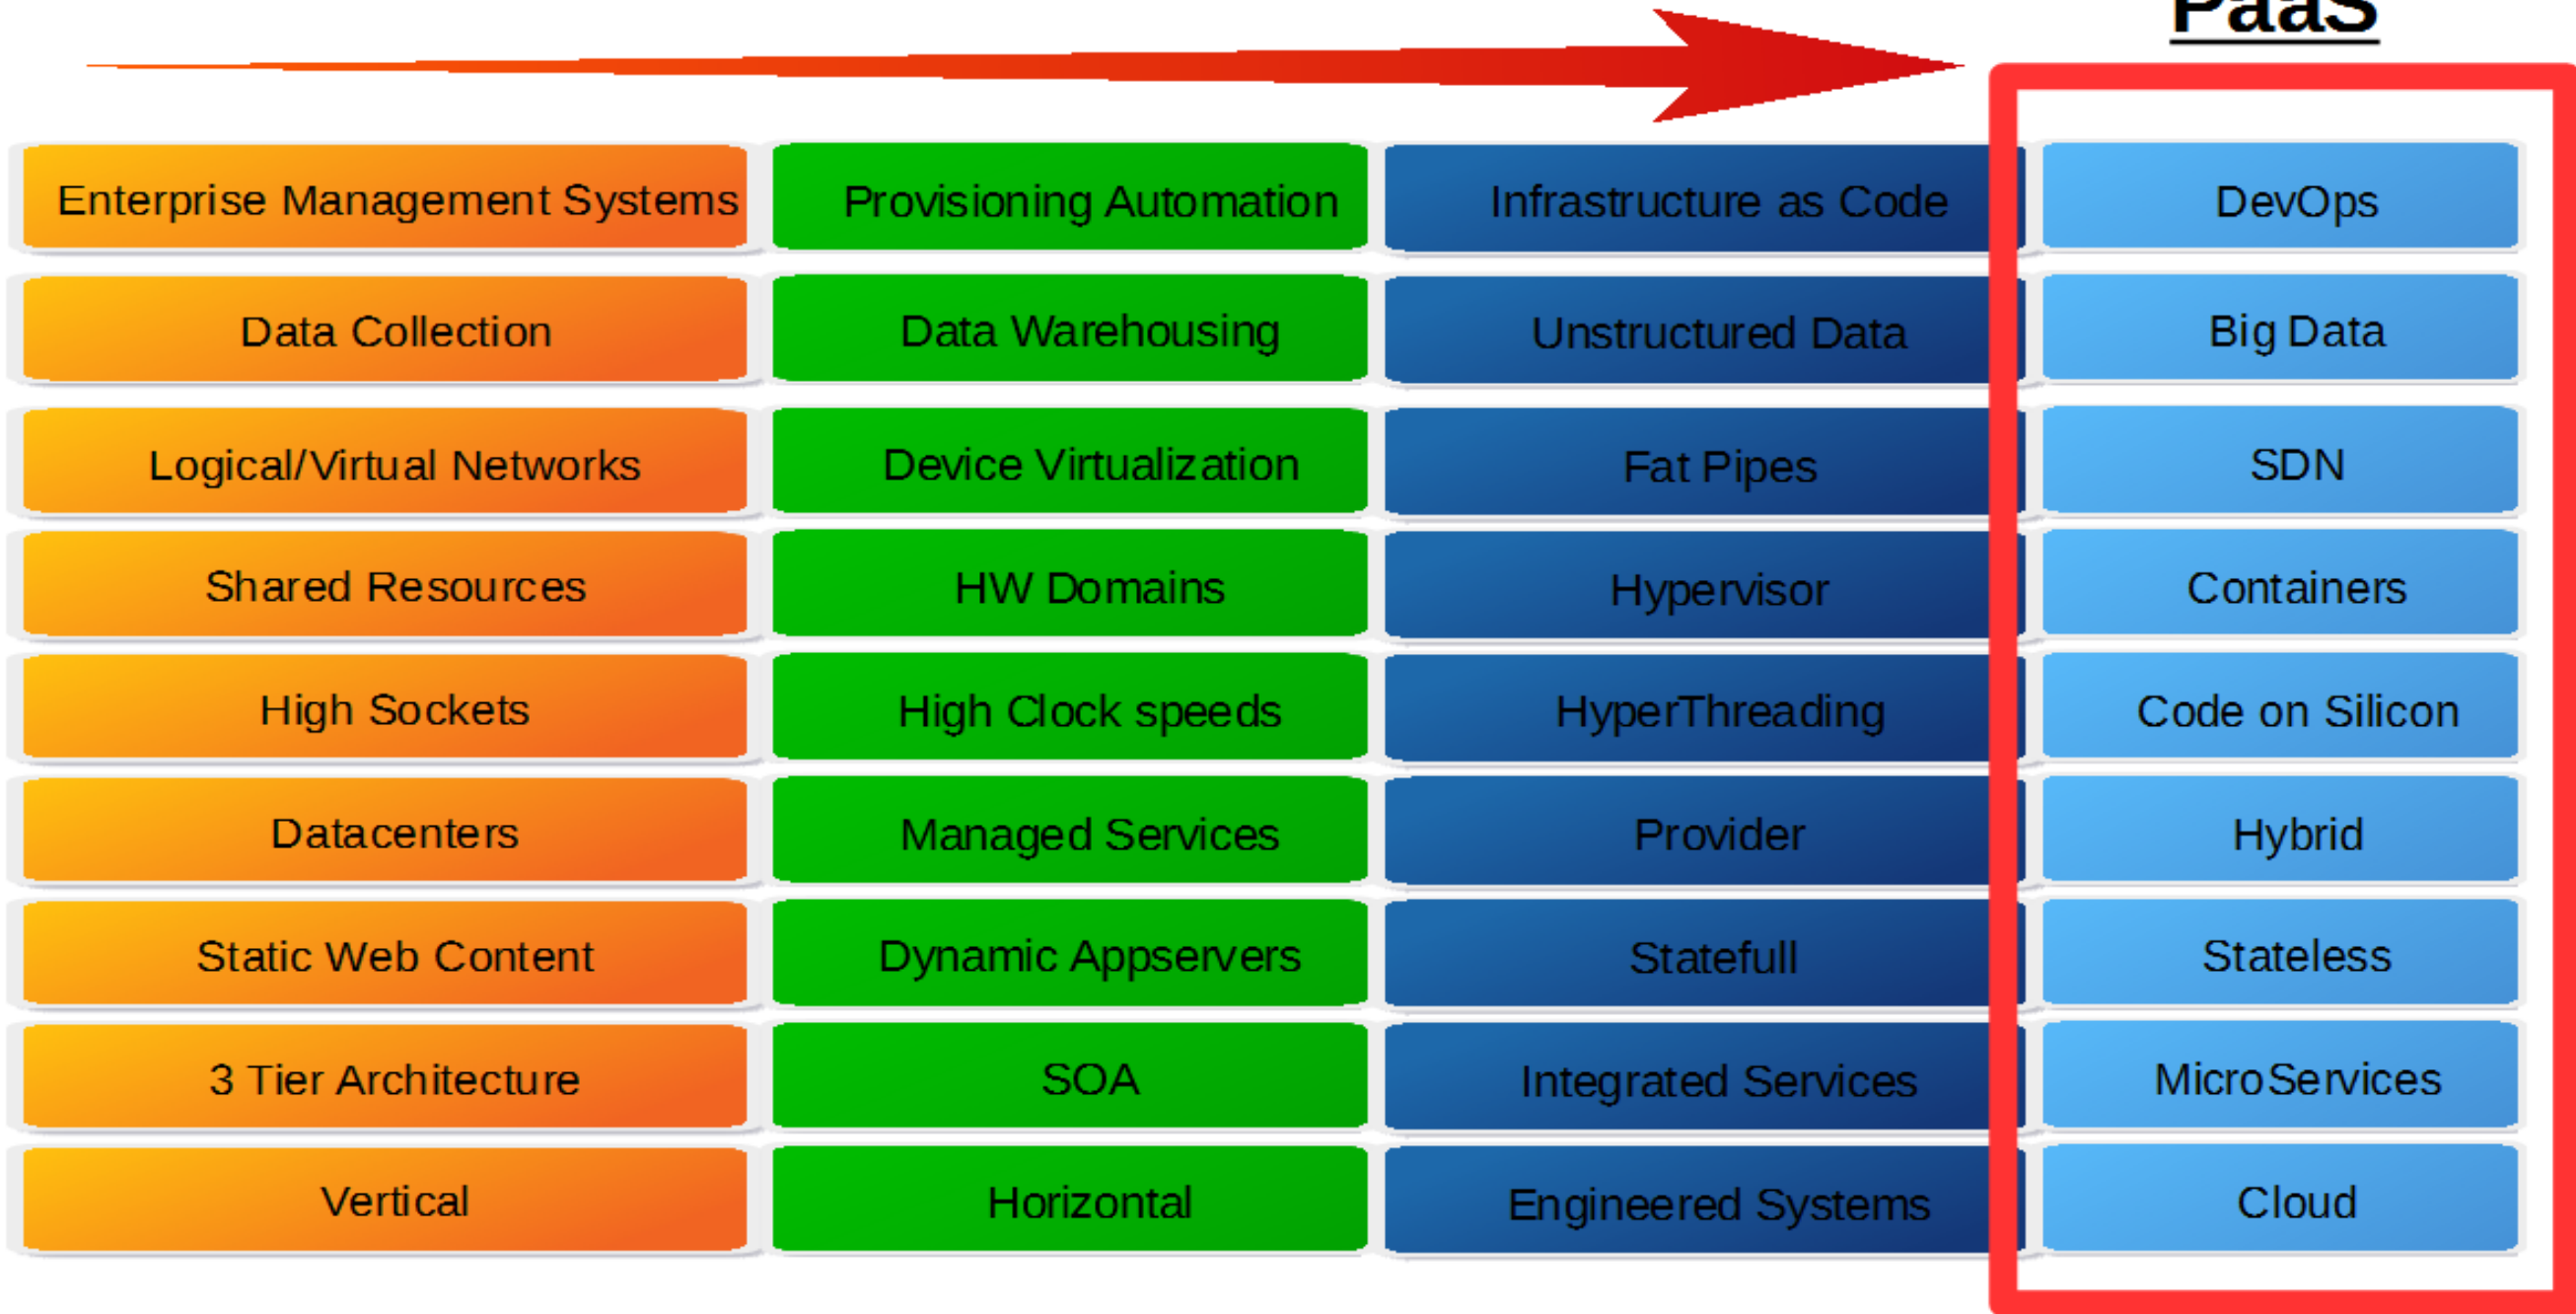 PaaS
Enterprise Management Systems
Provisioning Automation
Infrastructure as Code
DevOps
Data Collection
Data Warehousing
Unstructured Data
Big Data
Logical/Virtual Networks
Device Virtualization
Fat Pipes
SDN
Shared Resources
HW Domains
Hypervisor
Containers
High Sockets
High Clock speeds
HyperThreading
Code on Silicon
Datacenters
Managed Services
Provider
Hybrid
Static Web Content
Dynamic Appservers
Statefull
Stateless
3 Tier Architecture
SOA
Integrated Services
MicroServices
Vertical
Horizontal
Engineered Systems
Cloud